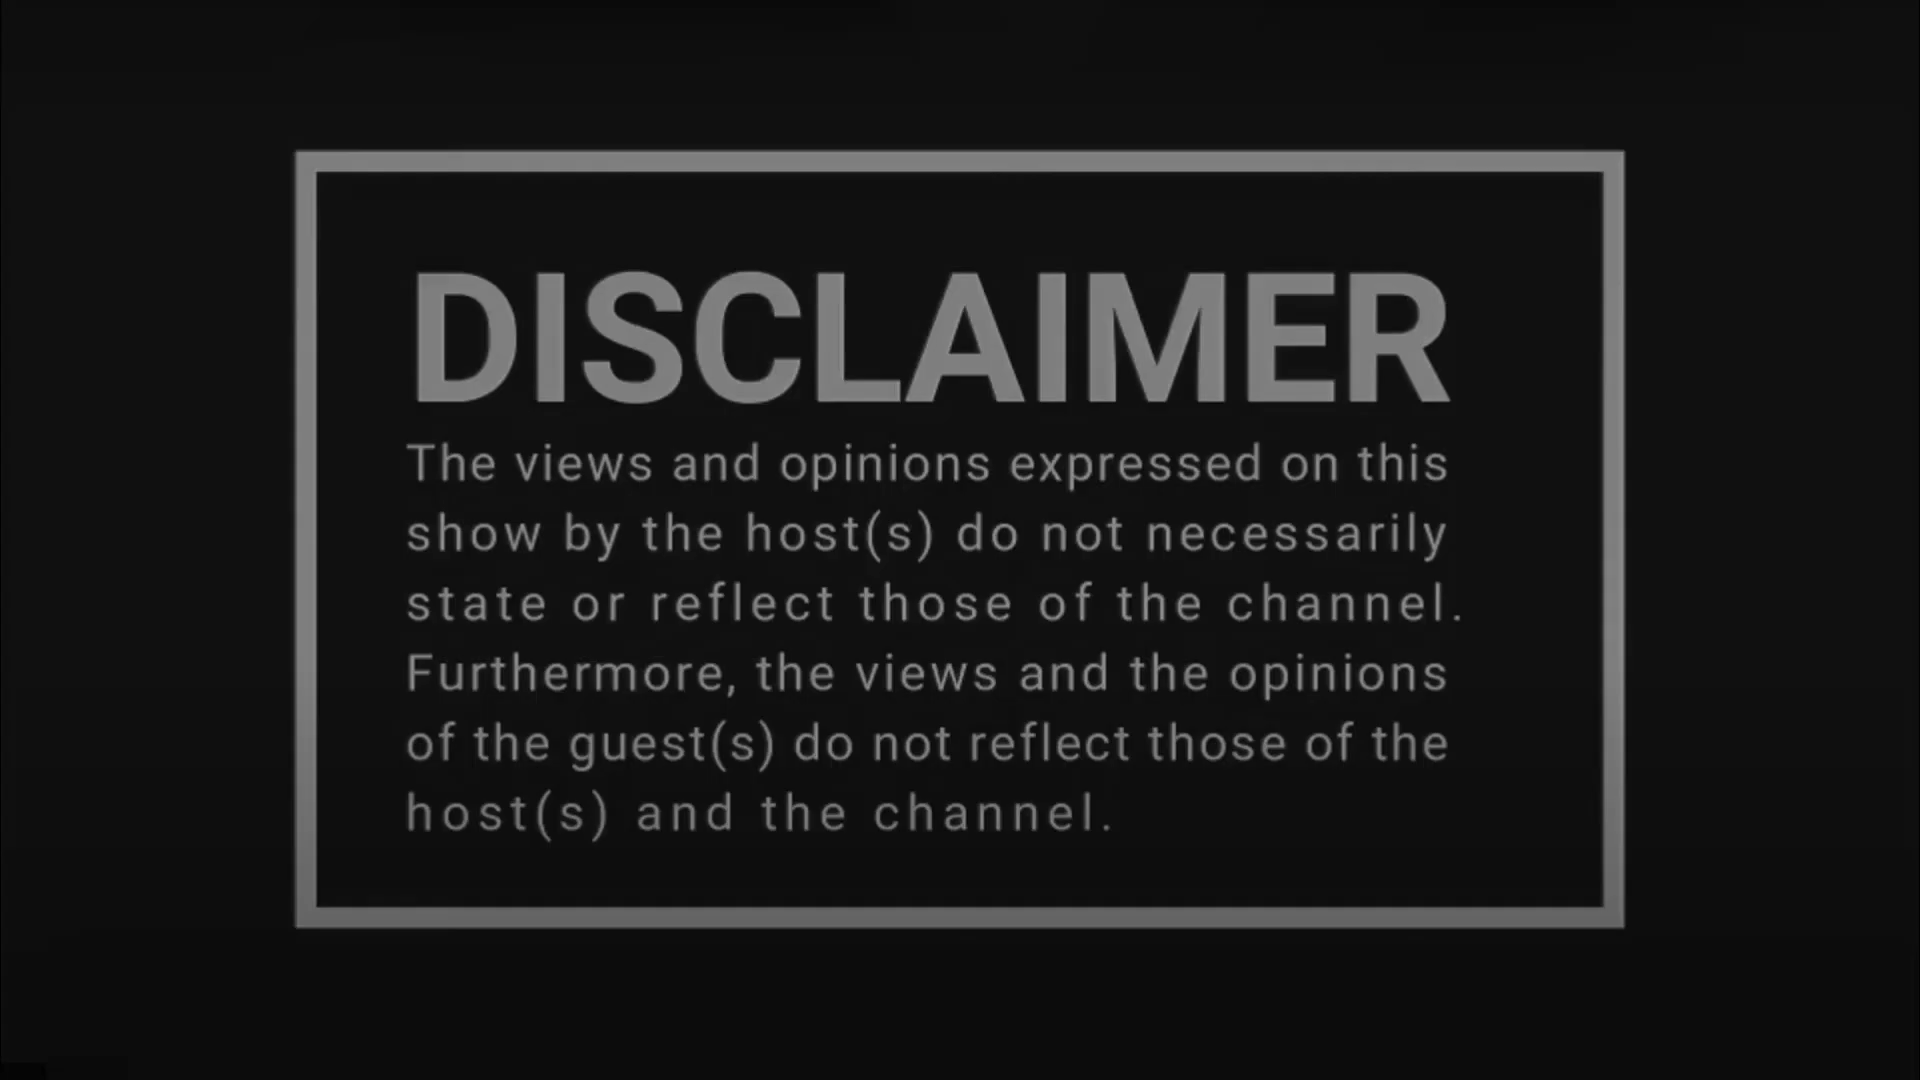 DISCLAIMER
The views and opinions expressed on this
show by the host(s) do not necessarily
state or reflect those of the channel.
Furthermore, the views and the opinions
of the guest(s) do not reflect those of the
host(s) and the channel.